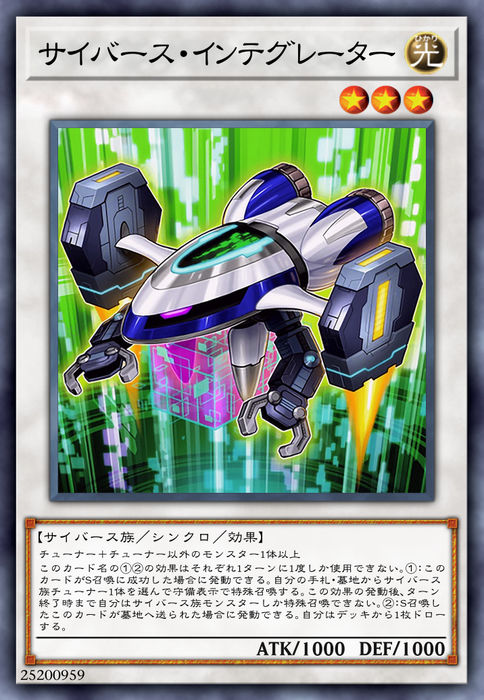 サイバース・インテグレーター
ひかり
光
【サイバース族/シンクロ/効果】
チューナー+チューナー以外のモンスター1体以上
このカード名の①②の効果はそれぞれ1ターンに1度しか使用できない。①:こ
のカードがS召喚に成功した場合に発動できる。自分の手札・墓地からサイバース
族チューナー1体を選んで守備表示で特殊召喚する。この効果の発動後、ターン
終了時まで自分はサイバース族モンスターしか特殊召喚できない。②:S召喚し
たこのカードが墓地へ送られた場合に発動できる。自分はデッキから1枚ドロー
する。
ATK/1000 DEF/1000
25200959